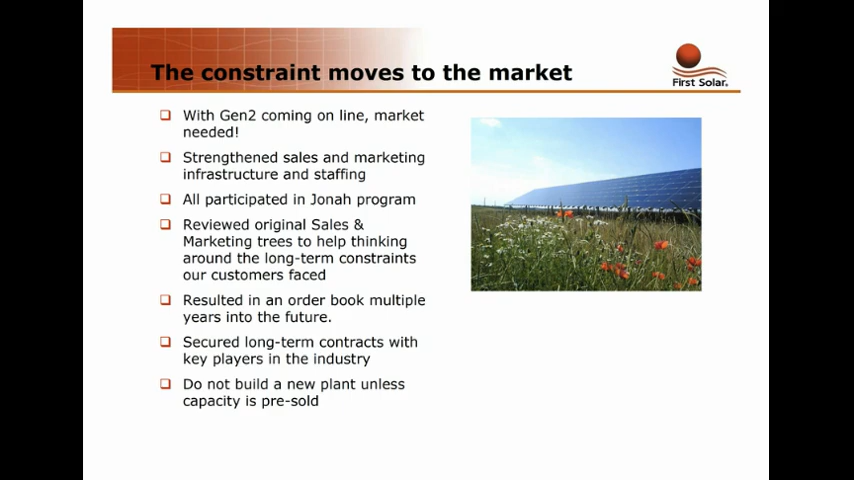 The constraint moves to the market
First Solar.
With Gen2 coming on line, market
needed!
Strengthened sales and marketing
infrastructure and staffing
All participated in Jonah program
Reviewed original Sales &
Marketing trees to help thinking
around the long-term constraints
our customers faced
Resulted in an order book multiple
years into the future.
Secured long-term contracts with
key players in the industry
Do not build a new plant unless
capacity is pre-sold